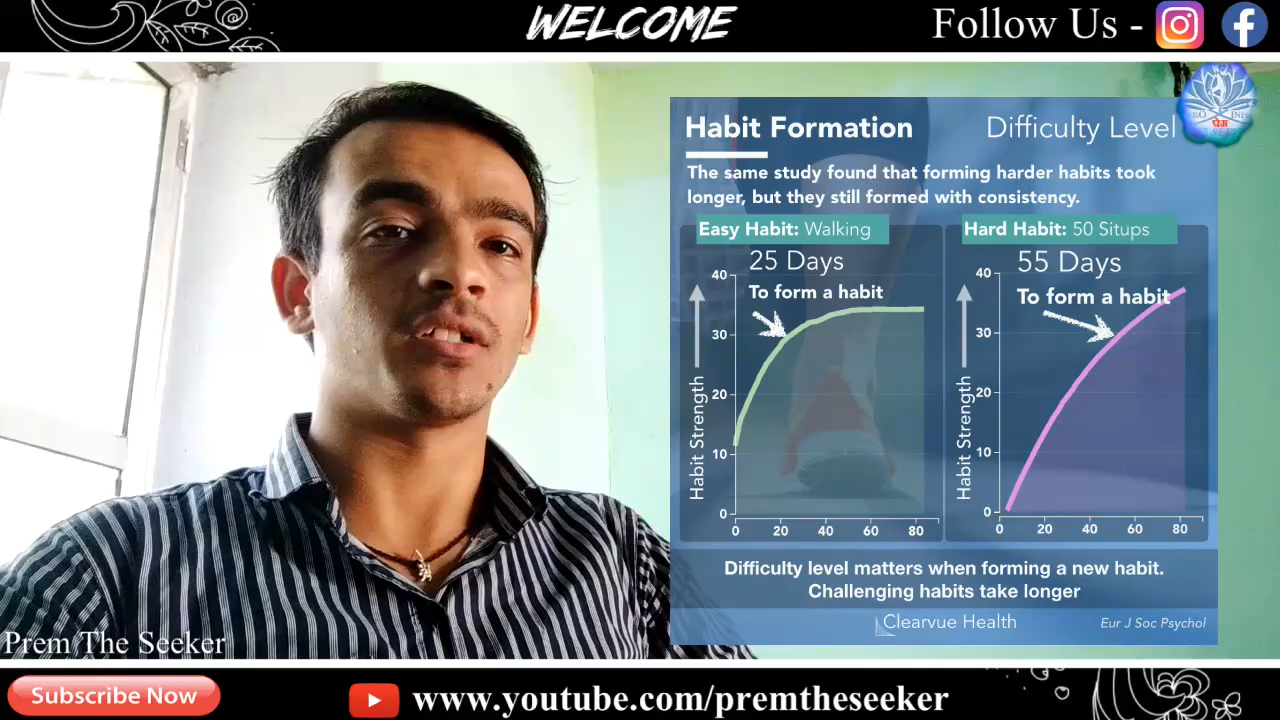 WELCOME
Follow Us -
Habit Formation
Difficulty Level
The same study found that forming harder habits took
longer, but they still formed with consistency.
Easy Habit: Walking
25 Days
To form a habit
Habit Strength
40
30
20
10
0
0 20 40 60 80
Hard Habit: 50 Situps
55 Days
To form a habit
Habit Strength
40
30
20
10
0
0 20 40 60 80
Difficulty level matters when forming a new habit.
Challenging habits take longer
Clearvue Health
Eur J Soc Psychol
प्रेम
Prem The Seeker
Subscribe Now
www.youtube.com/premtheseeker